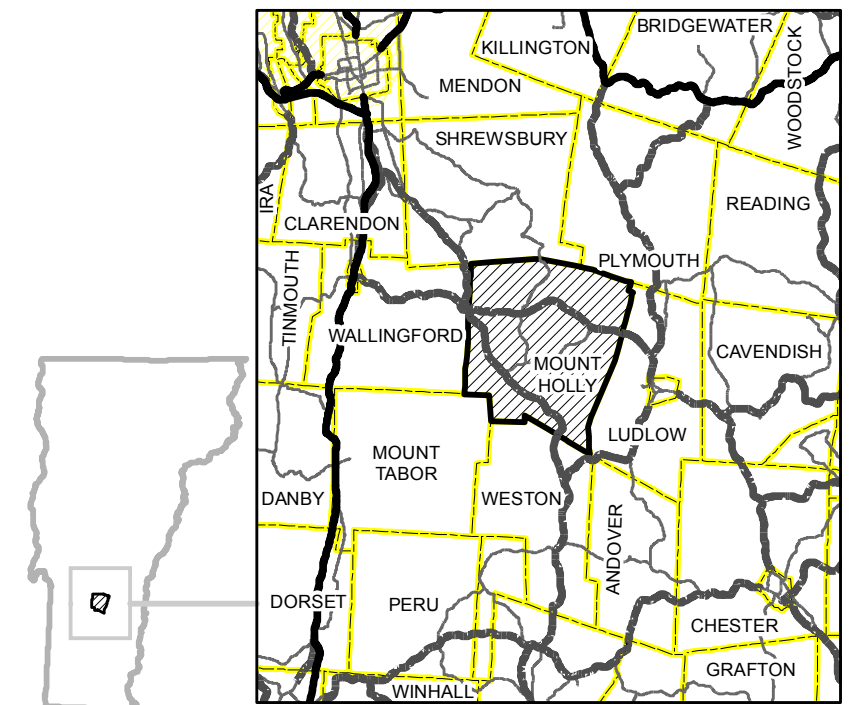 BRIDGEWATER
KILLINGTON
WOODSTOCK
MENDON
SHREWSBURY
IRA
READING
CLARENDON
PLYMOUTH
TINMOUTH
WALLINGFORD
CAVENDISH
MOUNT
HOLLY
LUDLOW
MOUNT
TABOR
DANBY
WESTON
ANDOVER
DORSET
PERU
CHESTER
GRAFTON
WINHALL